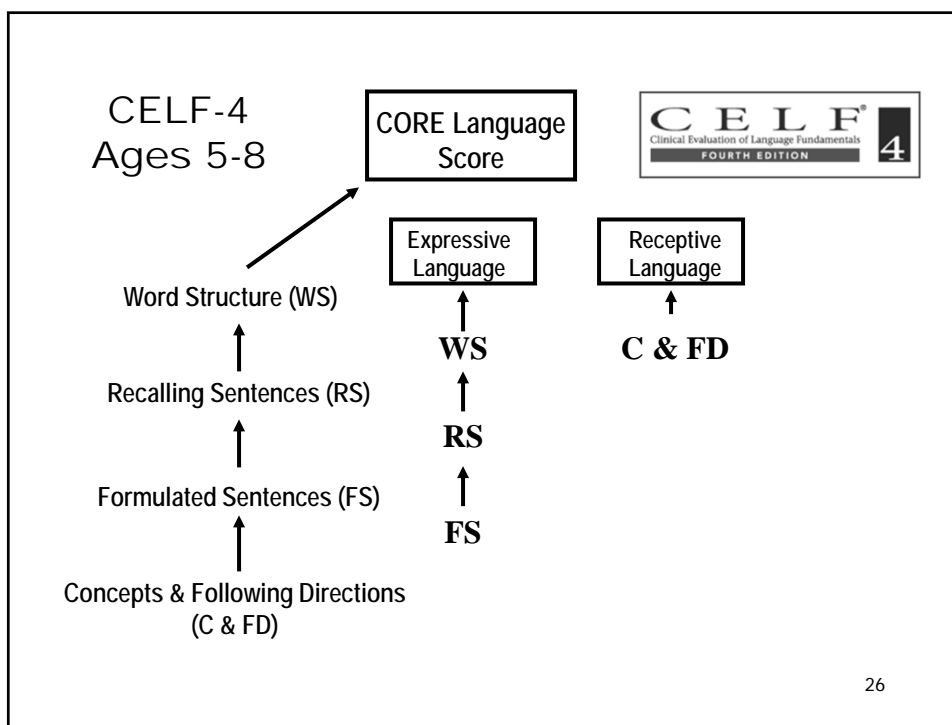 CELF-4
Ages 5-8
CORE Language
Score
CELF®
Clinical Evaluation of Language Fundamentals
FOURTH EDITION
4
Expressive
Language
Receptive
Language
Word Structure (WS)
WS
C & FD
Recalling Sentences (RS)
RS
Formulated Sentences (FS)
FS
Concepts & Following Directions
(C & FD)
26